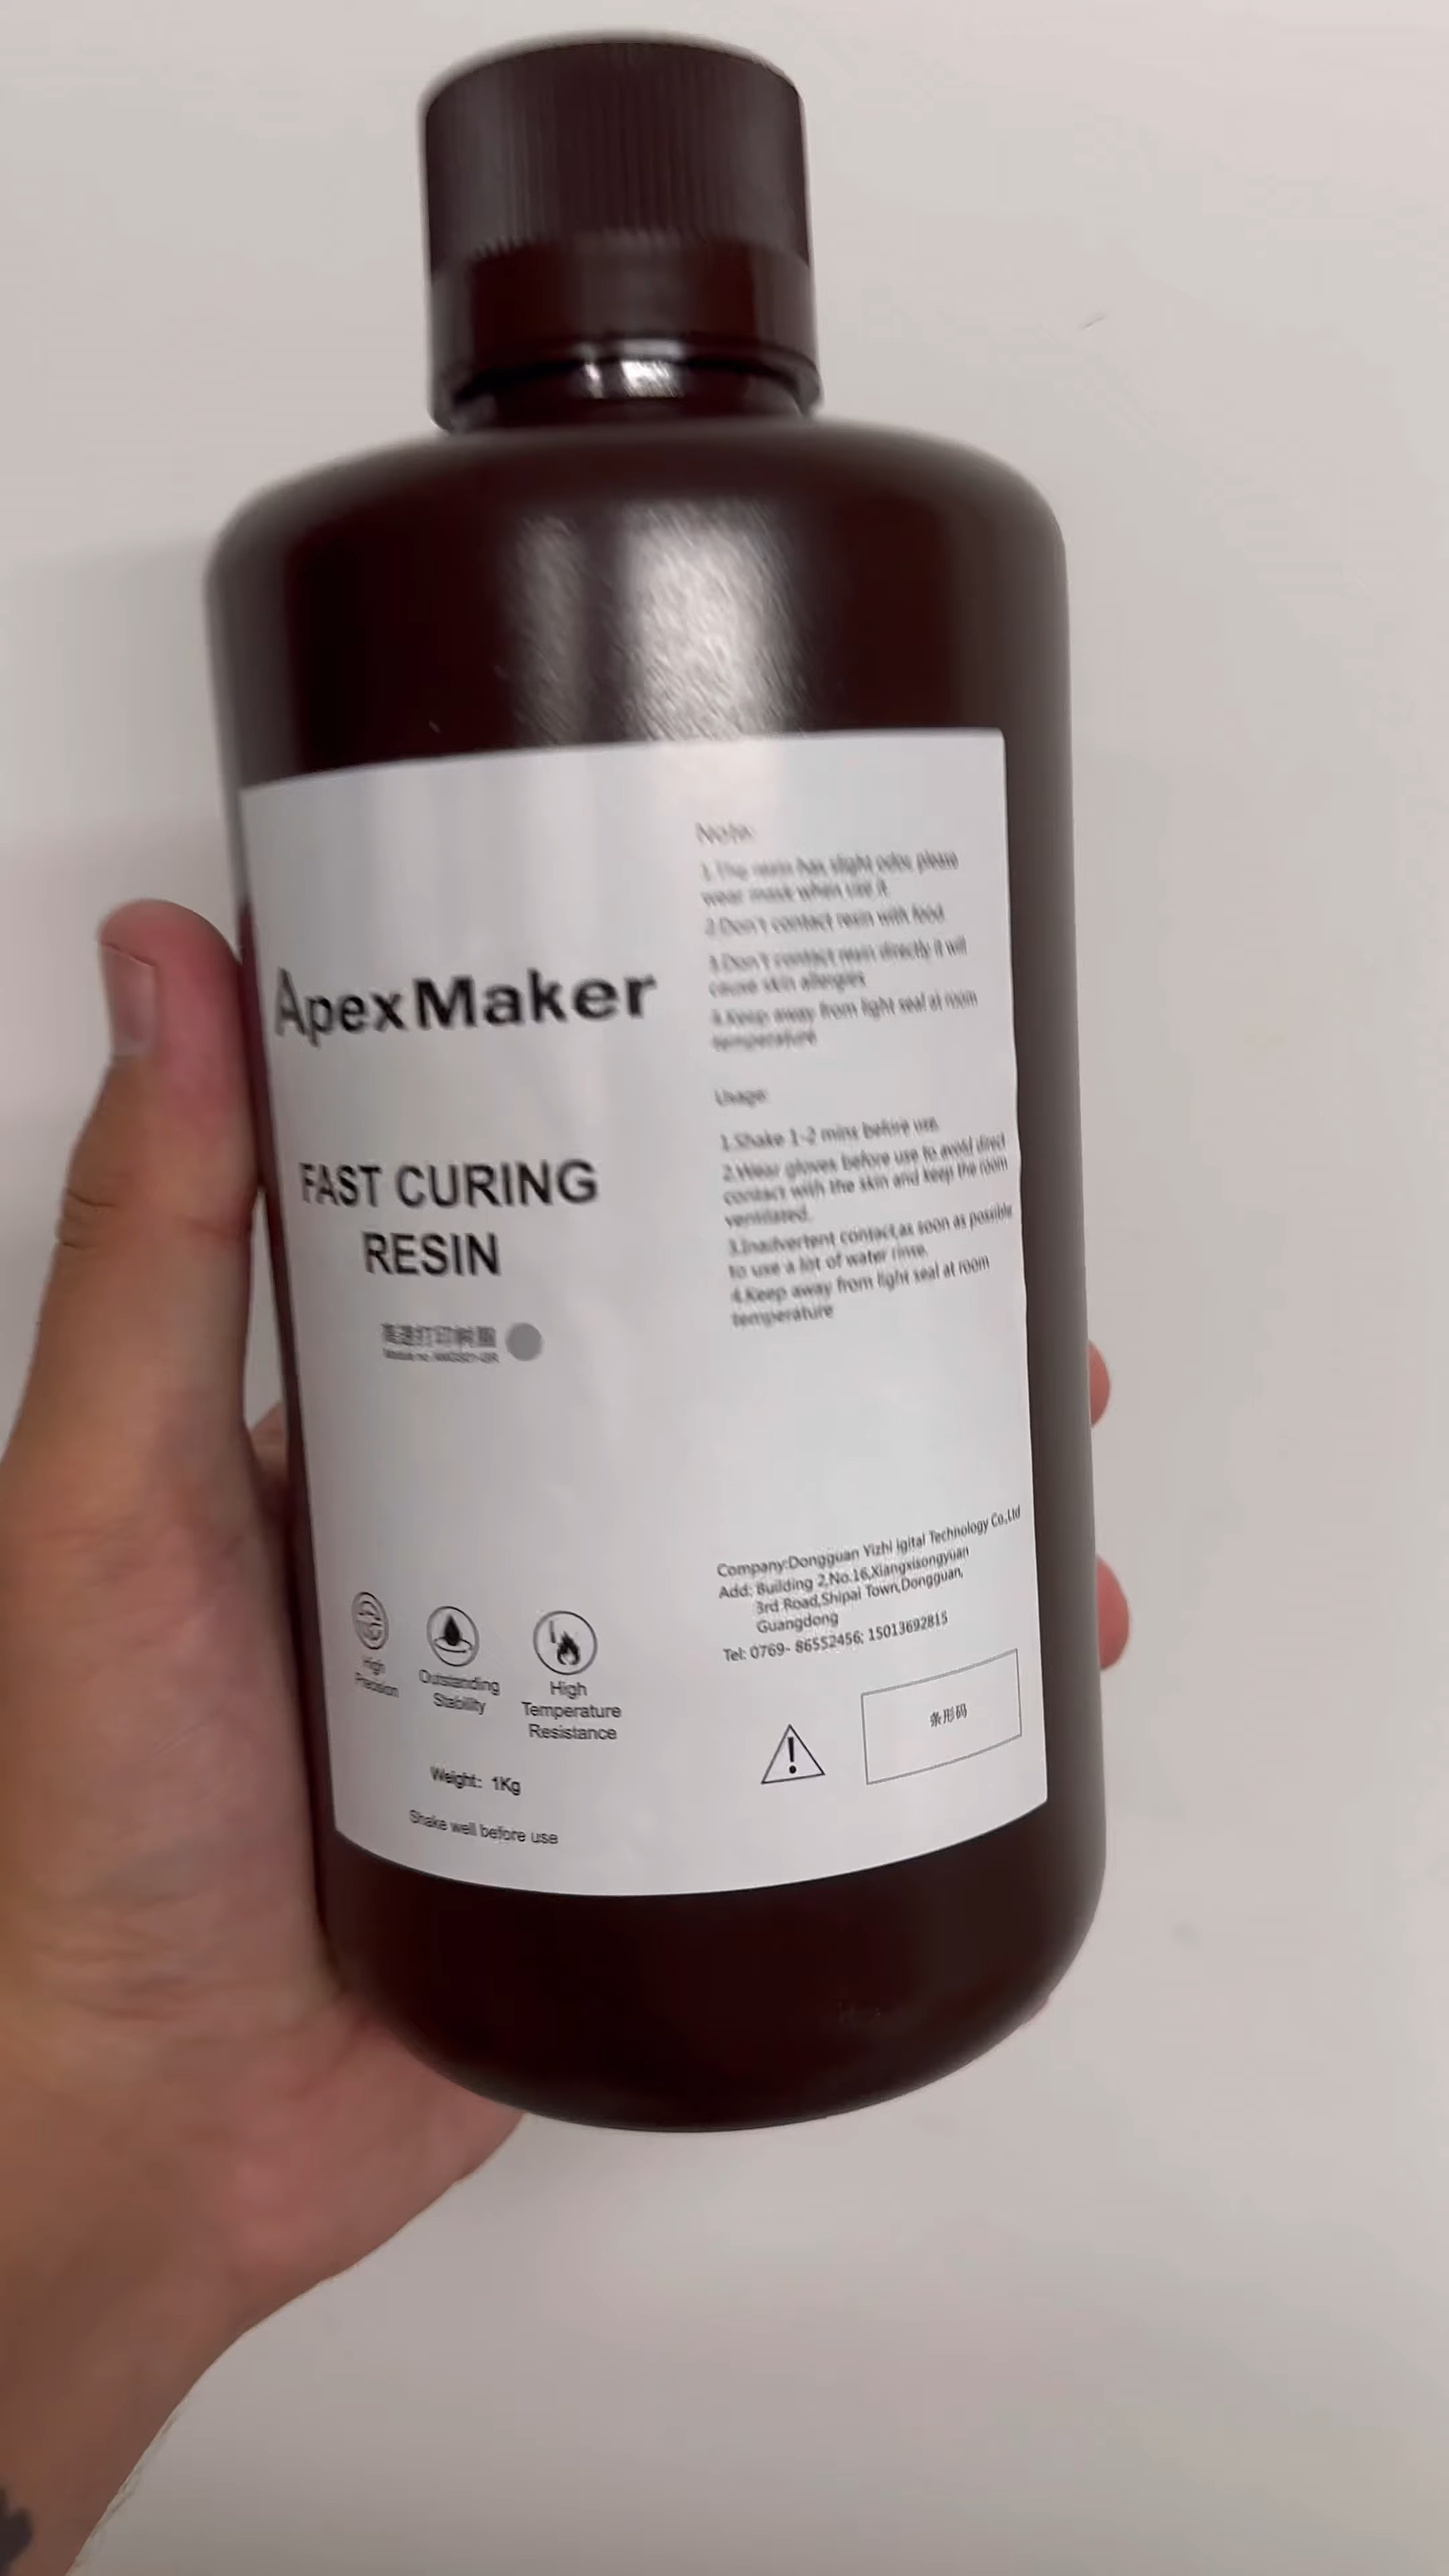 ApexMaker
FAST CURING
RESIN
高速打印树脂
High
Precision
Outstanding
Stability
High
Temperature
Resistance
Weight: 1Kg
Shake well before use
Note:
1.The resin has slight odor, please
wear mask when use it.
2.Don't contact resin with food.
3.Don't contact resin directly it will
cause skin allergies
4.Keep away from light seal at room
temperature
Usage:
1.Shake 1-2 mins before use.
2.Wear gloves before use to avoid direct
contact with the skin and keep the room
ventilated.
3.Inadvertent contact,as soon as possible
to use a lot of water rinse.
4.Keep away from light seal at room
temperature
Company:Dongguan Yizhi igital Technology Co.,Ltd
Add: Building 2,No.16,Xiangxisongyuan
3rd Road,Shipai Town,Dongguan,
Guangdong
Tel: 0769- 86552456; 15013692815
条形码